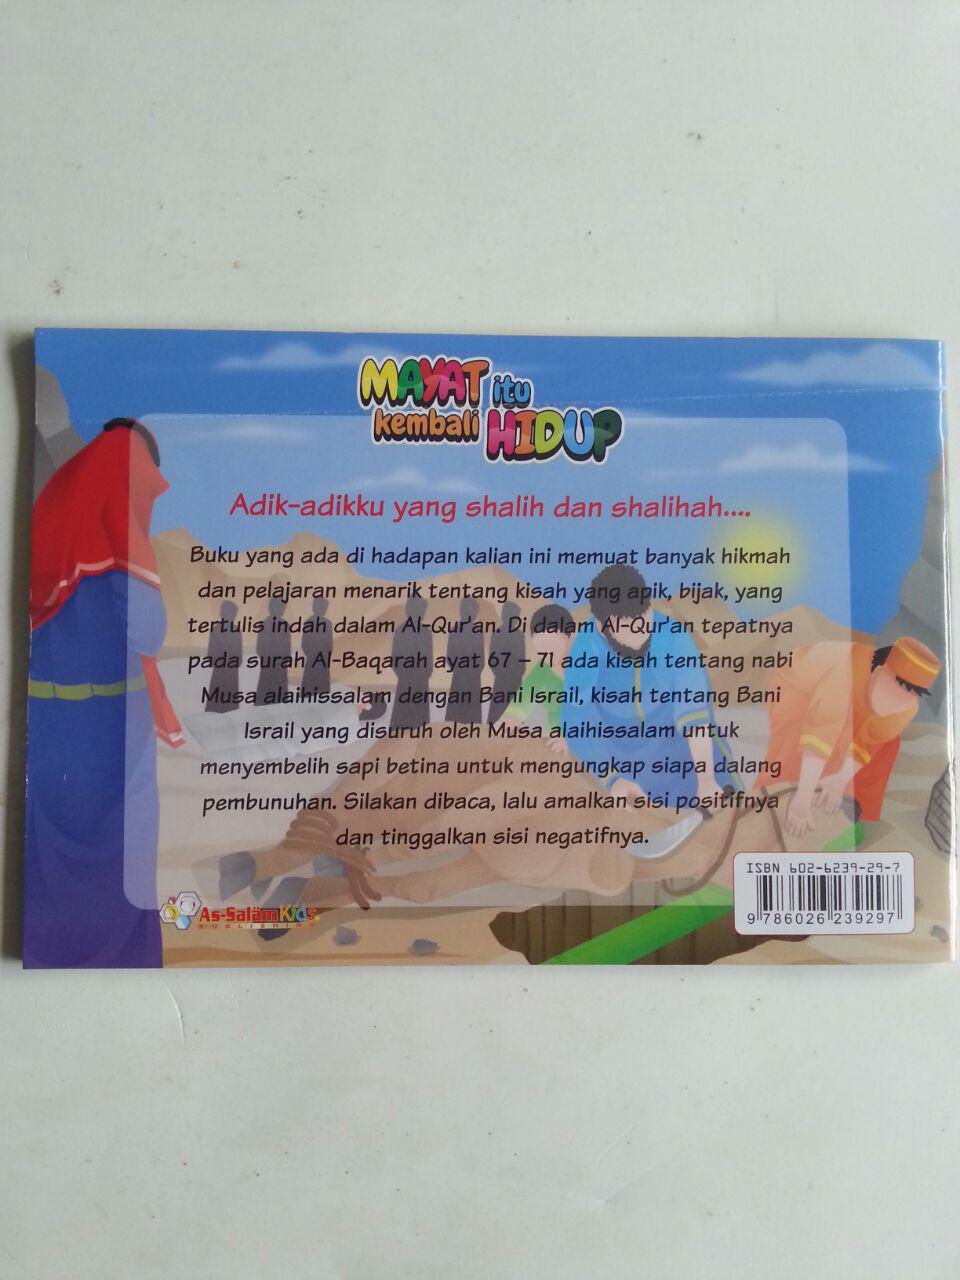 MAYAT itu
kembali HIDUP
Adik-adikku yang shalih dan shalihah....
Buku yang ada di hadapan kalian ini memuat banyak hikmah
dan pelajaran menarik tentang kisah yang apik, bijak, yang
tertulis indah dalam Al-Qur'an. Di dalam Al-Qur'an tepatnya
pada surah Al-Baqarah ayat 67 – 71 ada kisah tentang nabi
Musa alaihissalam dengan Bani Israil, kisah tentang Bani
Israil yang disuruh oleh Musa alaihissalam untuk
menyembelih sapi betina untuk mengungkap siapa dalang
pembunuhan. Silakan dibaca, lalu amalkan sisi positifnya
dan tinggalkan sisi negatifnya.
ISBN 602-6239-29-7
9 786026 239297
As-Salām Kids
PUBLISHING